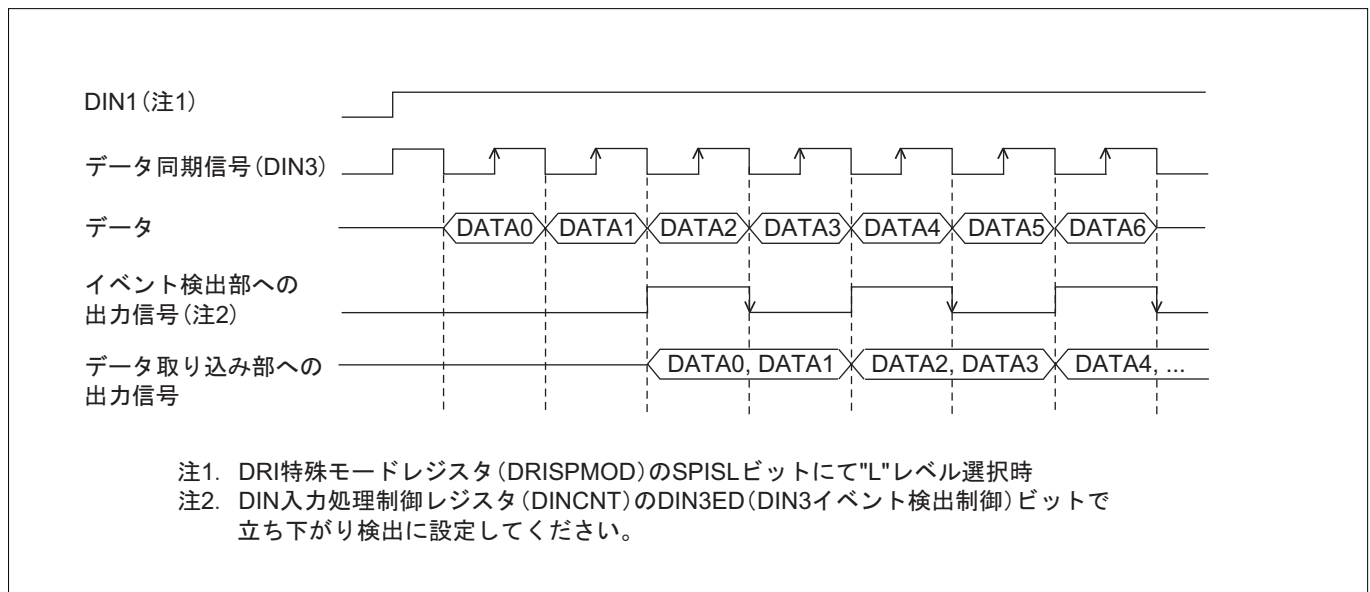 DIN1(注1)
データ同期信号(DIN3)
データ
DATA0 DATA1 DATA2 DATA3 DATA4 DATA5 DATA6
イベント検出部への
出力信号(注2)
データ取り込み部への
出力信号
DATA0, DATA1 DATA2, DATA3 DATA4, ...
注1. DRI特殊モードレジスタ(DRISPMOD)のSPISLビットにて"L"レベル選択時
注2. DIN入力処理制御レジスタ(DINCNT)のDIN3ED(DIN3イベント検出制御)ビットで
立ち下がり検出に設定してください。